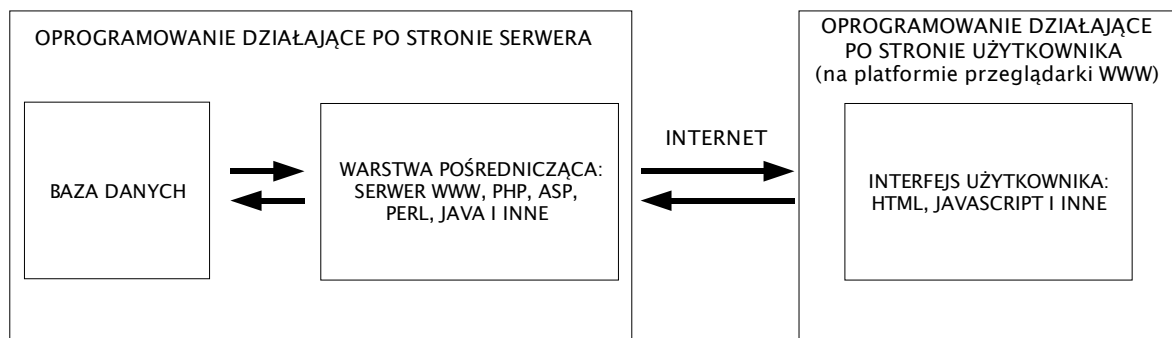 OPROGRAMOWANIE DZIAŁAJĄCE PO STRONIE SERWERA
BAZA DANYCH
WARSTWA POŚREDNICZĄCA:
SERWER WWW, PHP, ASP,
PERL, JAVA I INNE
INTERNET
OPROGRAMOWANIE DZIAŁAJĄCE
PO STRONIE UŻYTKOWNIKA
(na platformie przeglądarki WWW)
INTERFEJS UŻYTKOWNIKA:
HTML, JAVASCRIPT I INNE